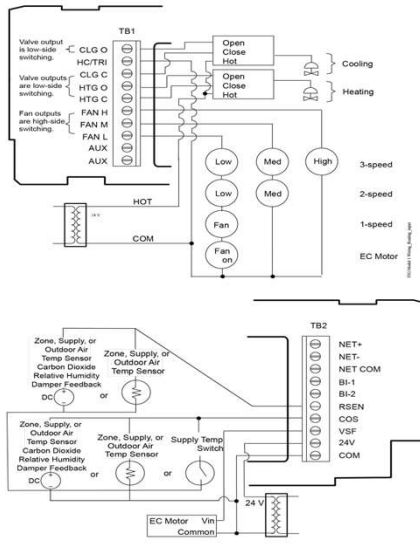 TB1
Valve output
is low-side
switching.
CLG O
HC/TRI
CLG C
Valve outputs
are low-side
switching.
HTG O
HTG C
Fan outputs
are high-side
switching.
FAN H
FAN M
FAN L
AUX
AUX
Open
Close
Hot
Cooling
Open
Close
Hot
Heating
Low
Med
High
3-speed
Low
Med
2-speed
Fan
1-speed
Fan
on
EC Motor
HOT
24 V
COM
TB2
NET+
NET-
NET COM
BI-1
BI-2
RSEN
COS
VSF
24V
COM
Zone, Supply, or
Outdoor Air
Temp Sensor
Carbon Dioxide
Relative Humidity
Damper Feedback
DC
or
Zone, Supply, or
Outdoor Air
Temp Sensor
Zone, Supply, or
Outdoor Air
Temp Sensor
Carbon Dioxide
Relative Humidity
Damper Feedback
DC
or
Zone, Supply, or
Outdoor Air
Temp Sensor
or
Supply Temp
Switch
24 V
EC Motor Vin
Common